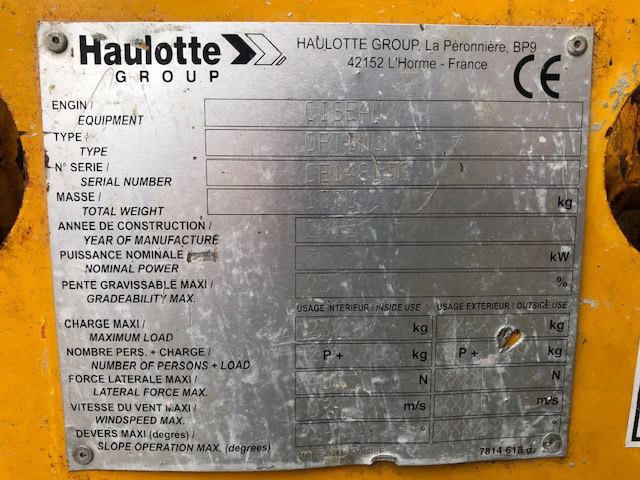 Haulotte
GROUP
HAULOTTE GROUP, La Péronnière, BP9
42152 L'Horme - France
CE
ENGIN /
EQUIPMENT
CISEAUX
TYPE /
TYPE
N° SERIE /
SERIAL NUMBER
MASSE /
TOTAL WEIGHT
kg
ANNEE DE CONSTRUCTION /
YEAR OF MANUFACTURE
PUISSANCE NOMINALE
NOMINAL POWER
kW
PENTE GRAVISSABLE MAXI /
GRADEABILITY MAX.
%
USAGE INTERIEUR / INSIDE USE
USAGE EXTERIEUR / OUTSIDE USE
CHARGE MAXI /
MAXIMUM LOAD
kg
kg
NOMBRE PERS. + CHARGE /
NUMBER OF PERSONS + LOAD
P + kg
P + kg
FORCE LATERALE MAXI /
LATERAL FORCE MAX.
N
N
VITESSE DU VENT MAXI /
WINDSPEED MAX.
m/s
m/s
DEVERS MAXI (degrés) /
SLOPE OPERATION MAX. (degrees)
°
°
7814 618 d